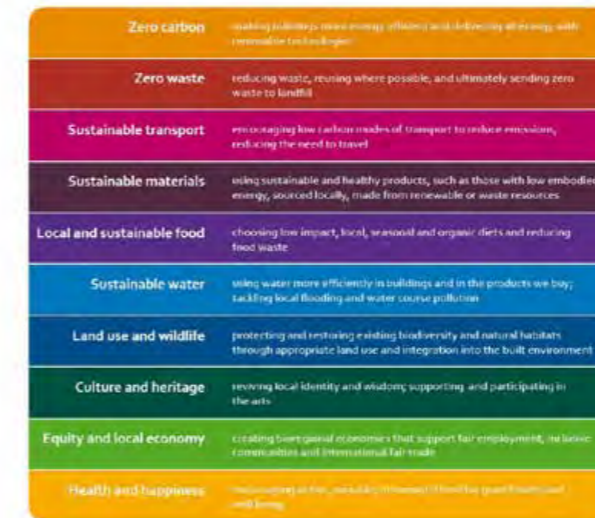 Zero carbon
making buildings more energy efficient and delivering all energy with
renewable technologies
Zero waste
reducing waste, reusing where possible, and ultimately sending zero
waste to landfill
Sustainable transport
encouraging low carbon modes of transport to reduce emissions,
reducing the need to travel
Sustainable materials
using sustainable and healthy products, such as those with low embodied
energy, sourced locally, made from renewable or waste resources
Local and sustainable food
choosing low impact, local, seasonal and organic diets and reducing
food waste
Sustainable water
using water more efficiently in buildings and in the products we buy;
tackling local flooding and water course pollution
Land use and wildlife
protecting and restoring existing biodiversity and natural habitats
through appropriate land use and integration into the built environment
Culture and heritage
reviving local identity and wisdom; supporting and participating in
the arts
Equity and local economy
creating bioregional economies that support fair employment, inclusive
communities and international fair trade
Health and happiness